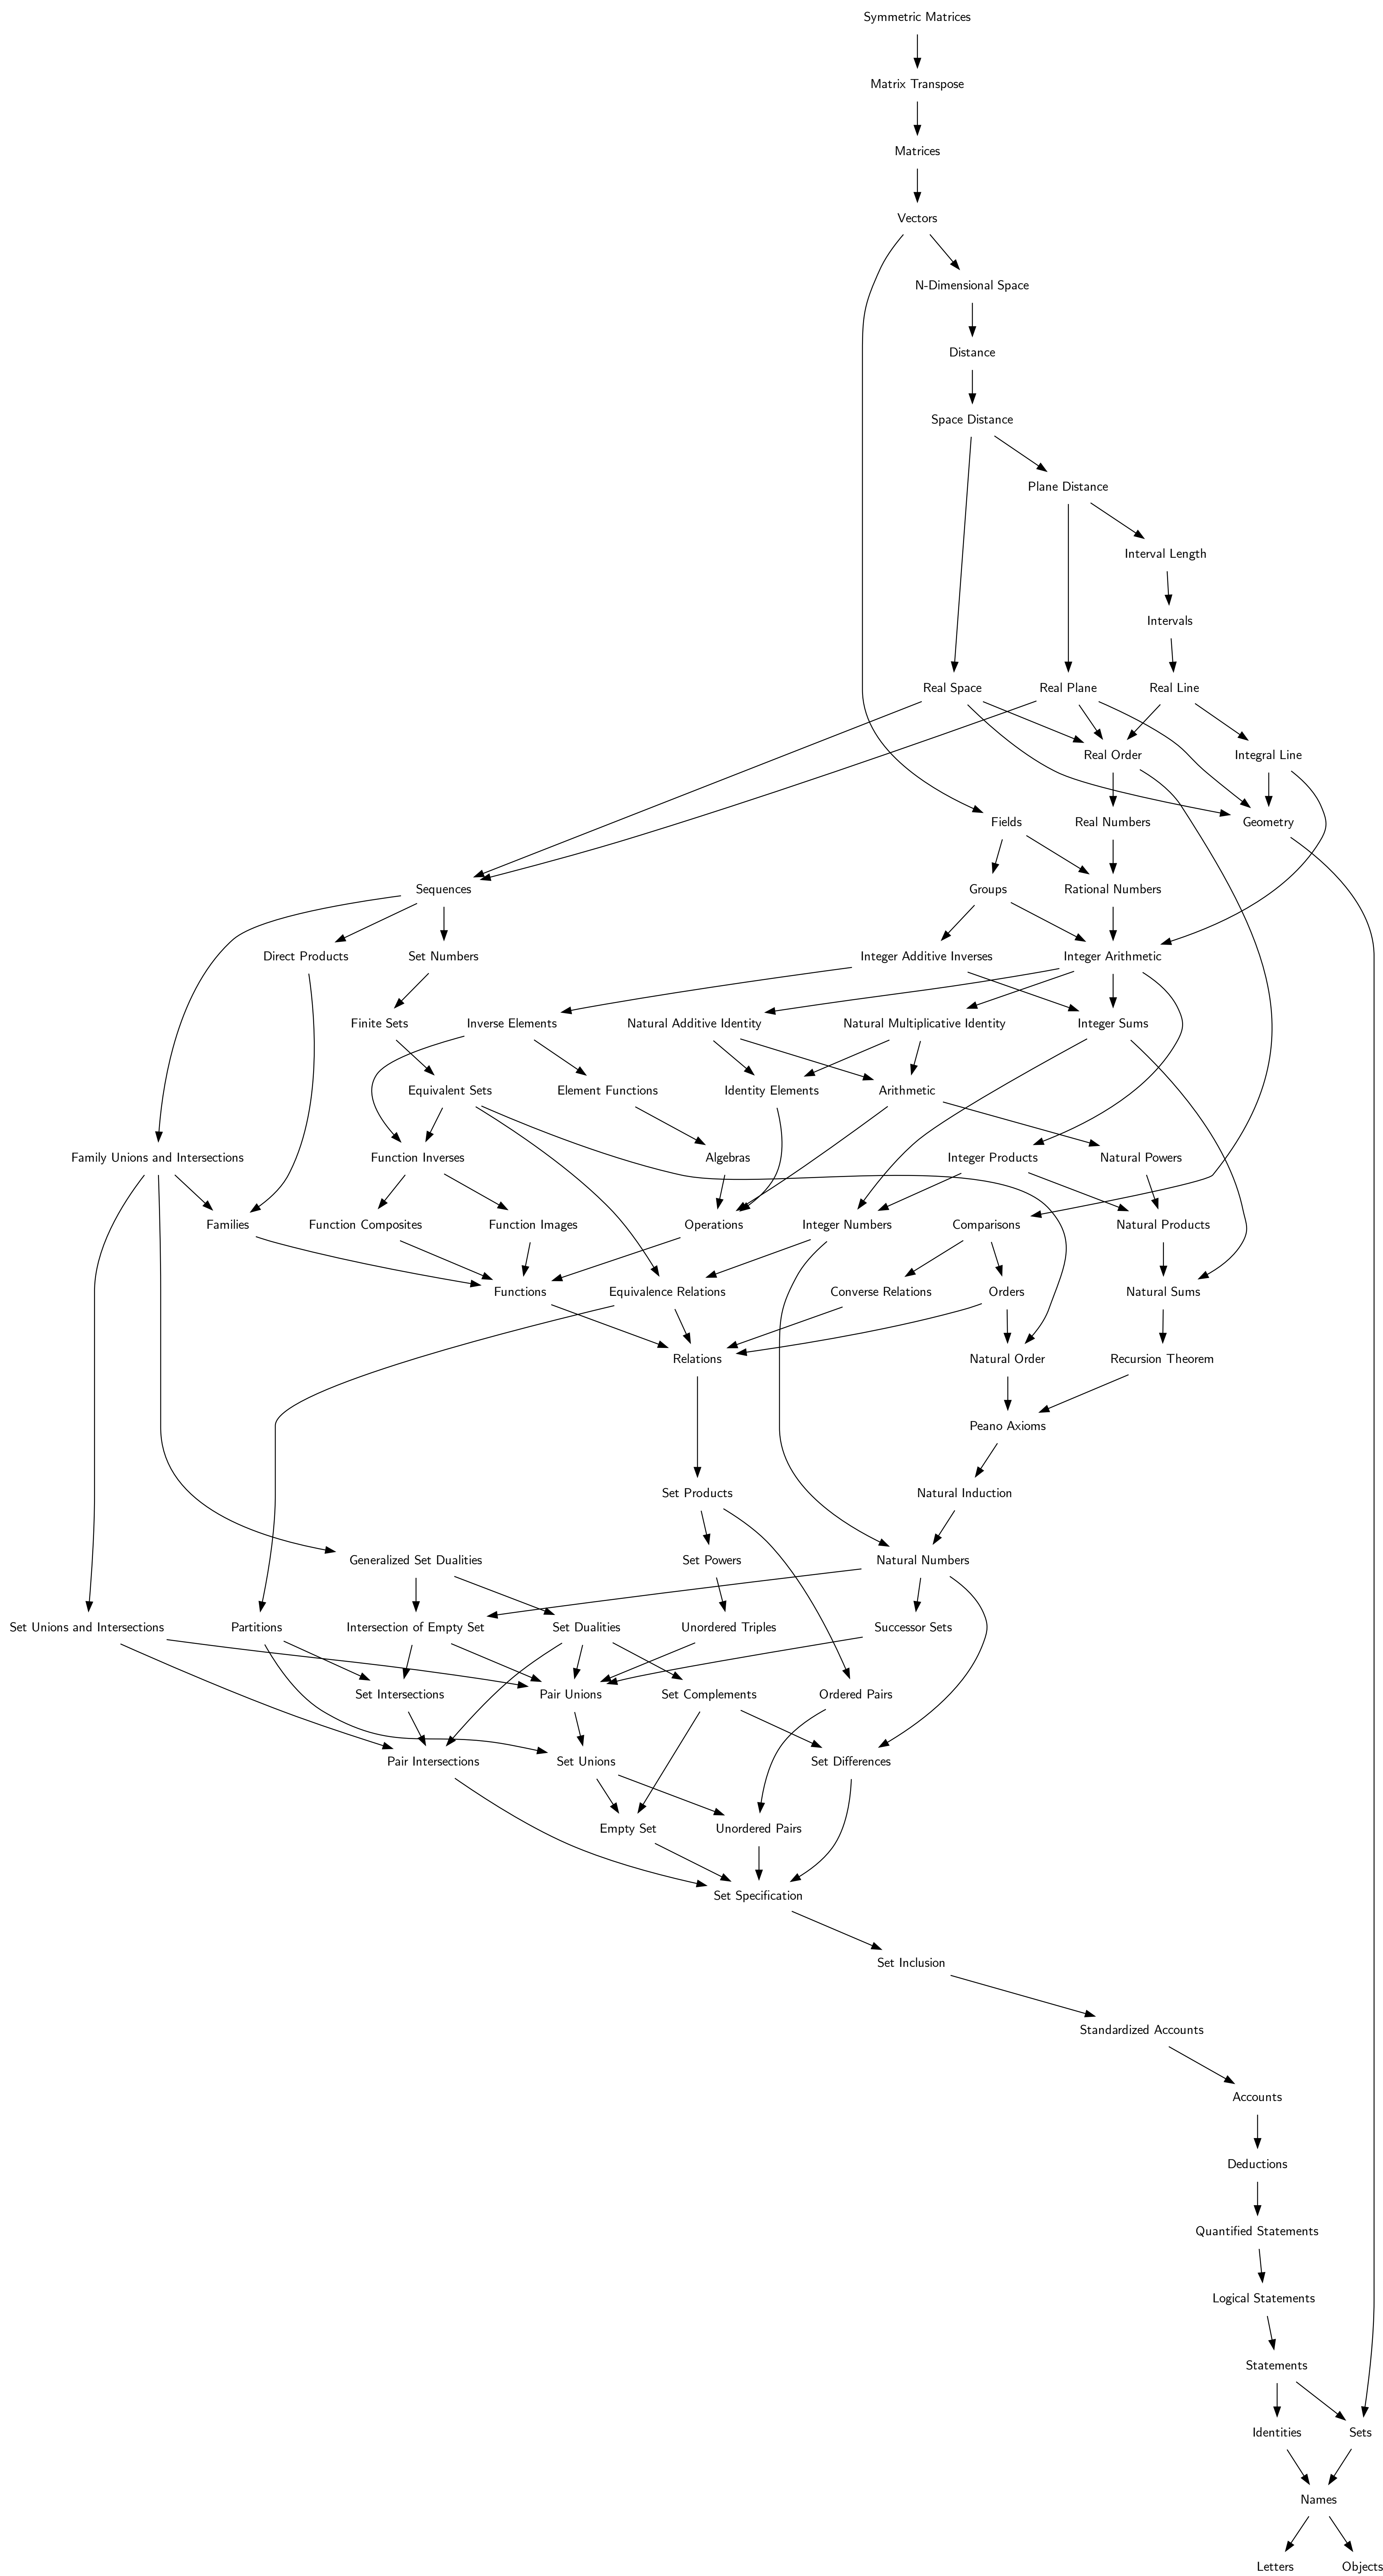 Symmetric Matrices
Matrix Transpose
Matrices
Vectors
N-Dimensional Space
Distance
Space Distance
Plane Distance
Interval Length
Intervals
Real Space
Real Plane
Real Line
Real Order
Integral Line
Fields
Real Numbers
Geometry
Sequences
Groups
Rational Numbers
Direct Products
Set Numbers
Integer Additive Inverses
Integer Arithmetic
Finite Sets
Inverse Elements
Natural Additive Identity
Natural Multiplicative Identity
Integer Sums
Equivalent Sets
Element Functions
Identity Elements
Arithmetic
Family Unions and Intersections
Function Inverses
Algebras
Integer Products
Natural Powers
Families
Function Composites
Function Images
Operations
Integer Numbers
Comparisons
Natural Products
Functions
Equivalence Relations
Converse Relations
Orders
Natural Sums
Relations
Natural Order
Recursion Theorem
Peano Axioms
Set Products
Natural Induction
Generalized Set Dualities
Set Powers
Natural Numbers
Set Unions and Intersections
Partitions
Intersection of Empty Set
Set Dualities
Unordered Triples
Successor Sets
Set Intersections
Pair Unions
Set Complements
Ordered Pairs
Pair Intersections
Set Unions
Set Differences
Empty Set
Unordered Pairs
Set Specification
Set Inclusion
Standardized Accounts
Accounts
Deductions
Quantified Statements
Logical Statements
Statements
Identities
Sets
Names
Letters
Objects